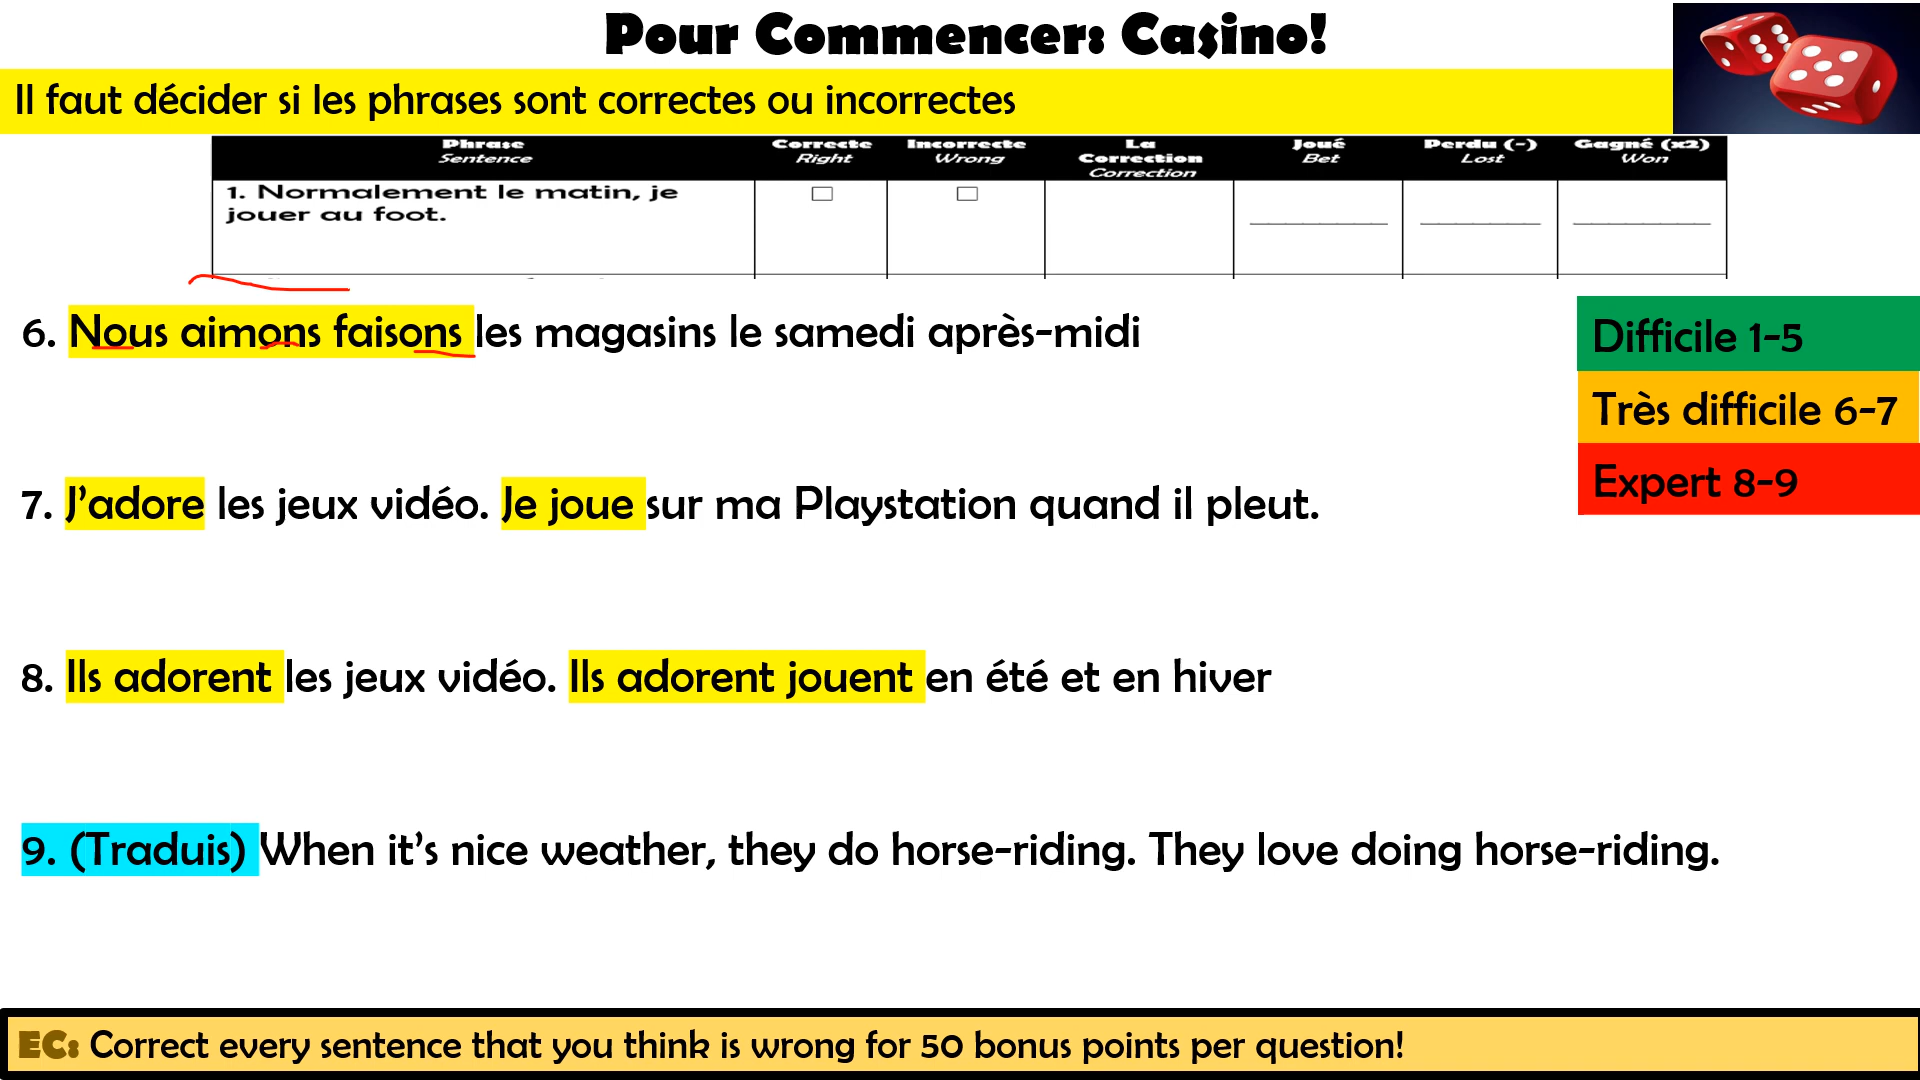 Pour Commencer: Casino!
Il faut décider si les phrases sont correctes ou incorrectes
Phrase Correcte Incorrecte La Joué Perdu (-) Gagné (x2)
Sentence Right Wrong Correction Bet Lost Won
Correction
1. Normalement le matin, je
jouer au foot.
6. Nous aimons faisons les magasins le samedi après-midi
Difficile 1-5
Très difficile 6-7
Expert 8-9
7. J’adore les jeux vidéo. Je joue sur ma Playstation quand il pleut.
8. Ils adorent les jeux vidéo. Ils adorent jouent en été et en hiver
9. (Traduis) When it’s nice weather, they do horse-riding. They love doing horse-riding.
EC: Correct every sentence that you think is wrong for 50 bonus points per question!